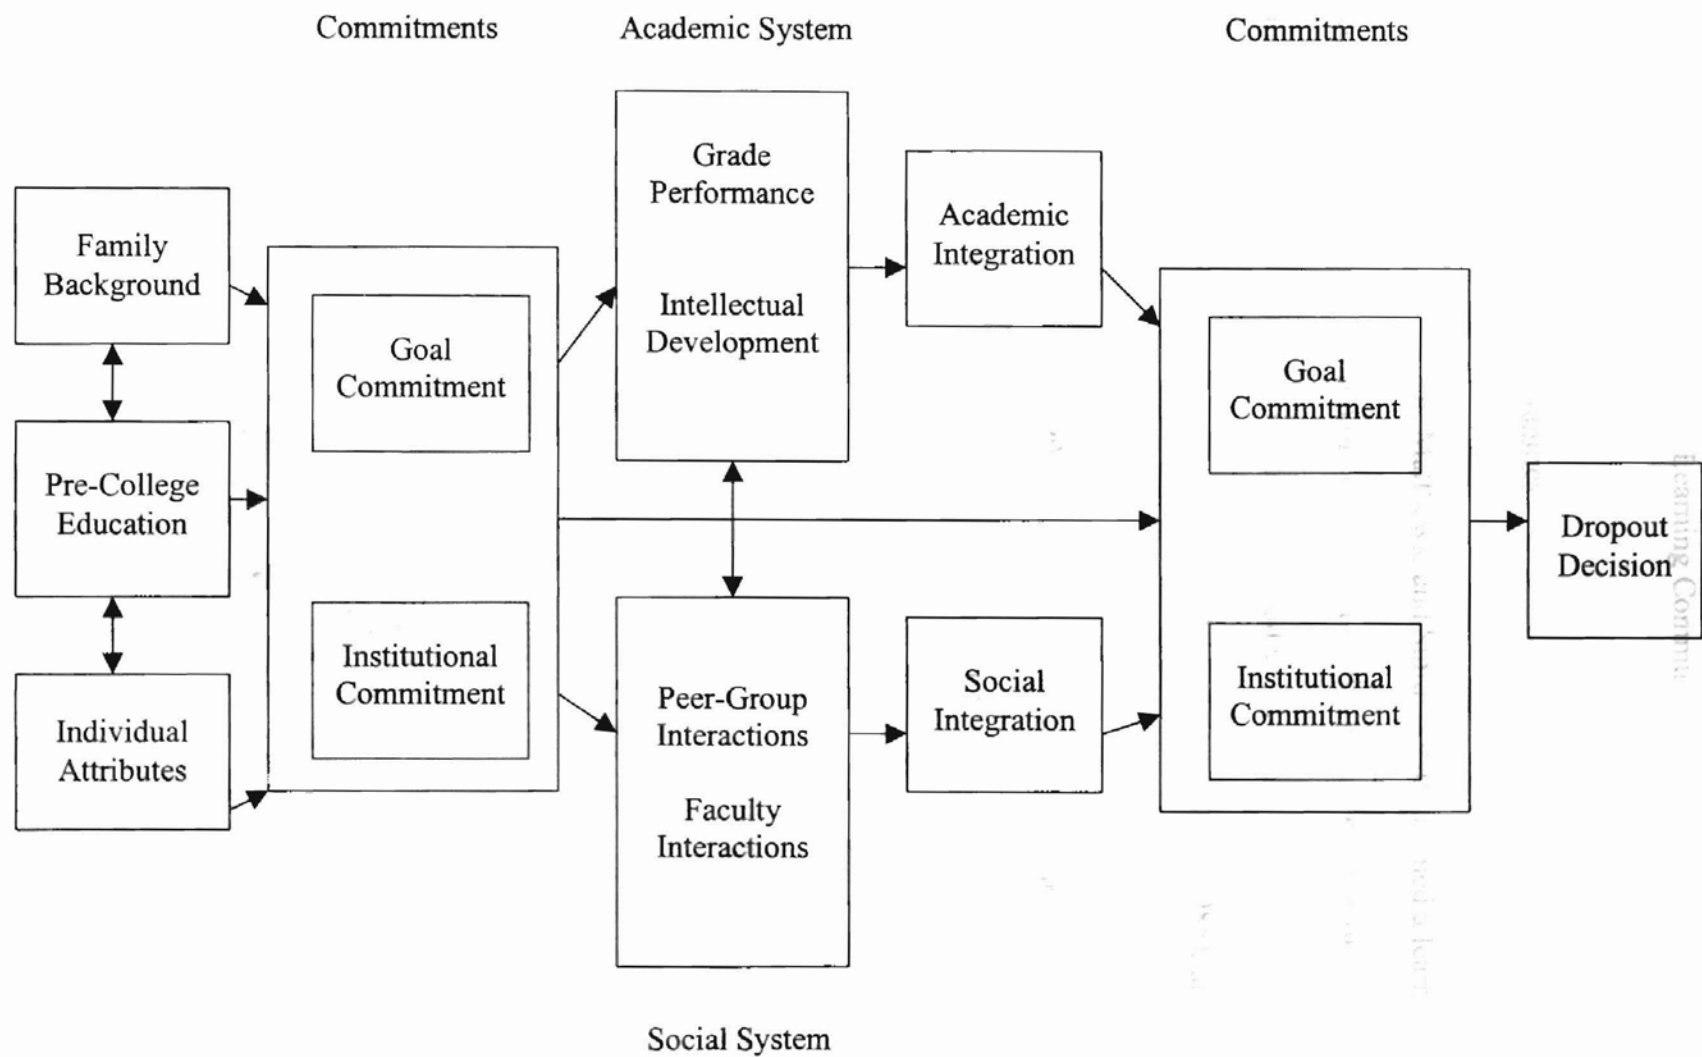 Commitments
Academic System
Commitments
Family
Background
Pre-College
Education
Individual
Attributes
Goal
Commitment
Institutional
Commitment
Grade
Performance
Intellectual
Development
Peer-Group
Interactions
Faculty
Interactions
Academic
Integration
Social
Integration
Goal
Commitment
Institutional
Commitment
Dropout
Decision
Social System